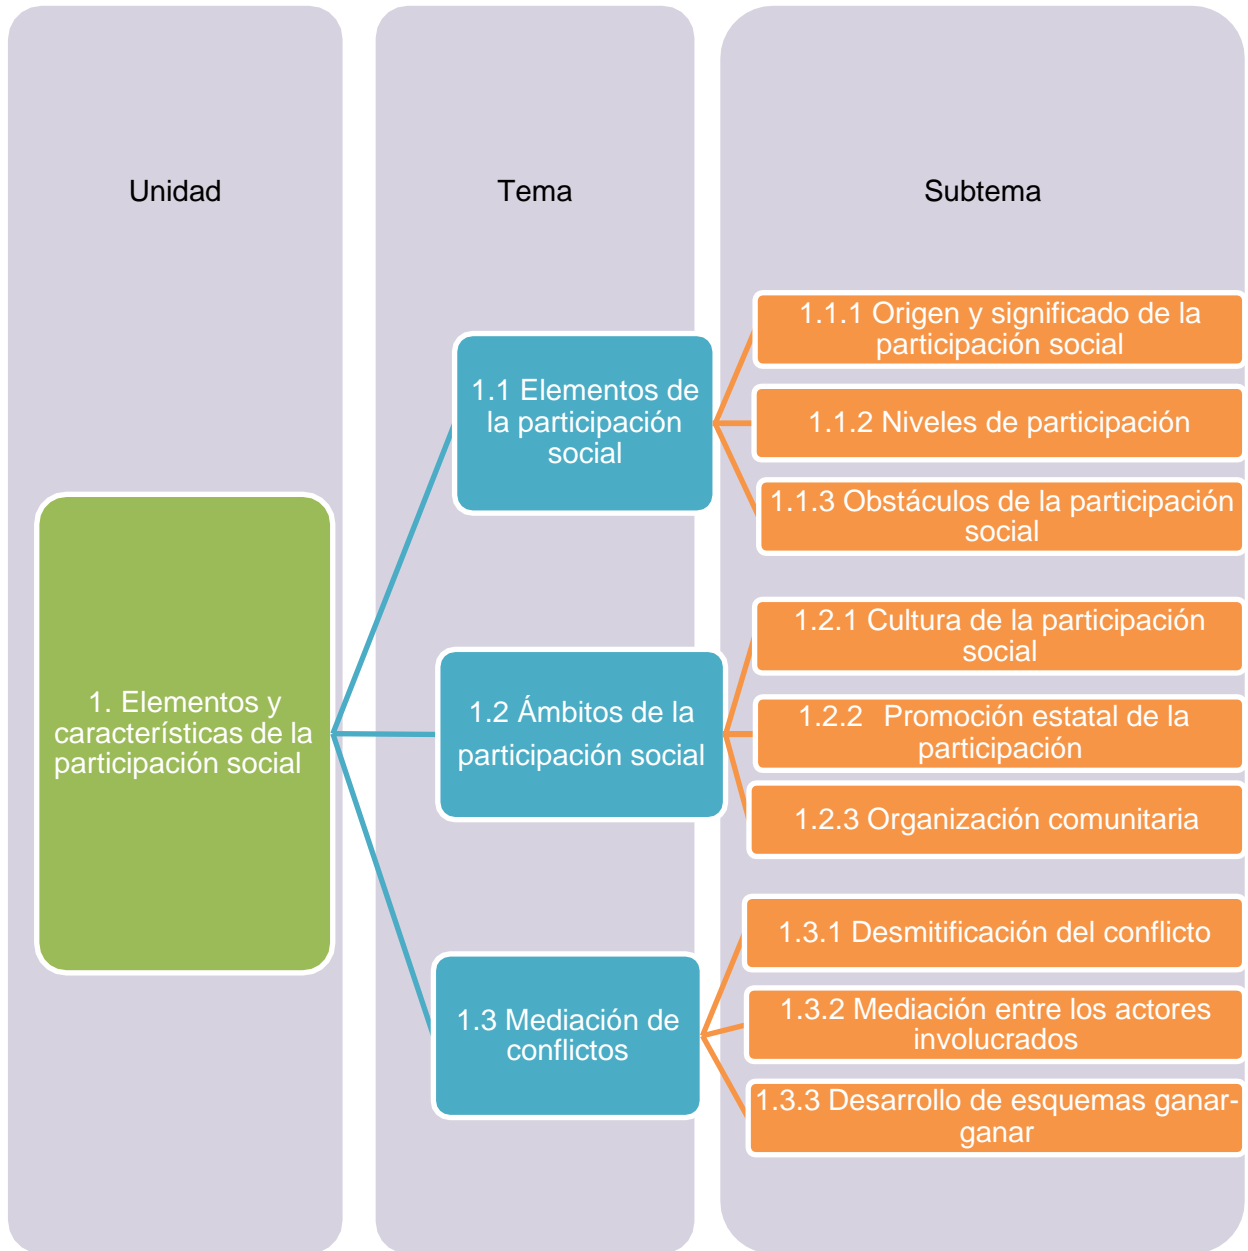 Unidad
Tema
Subtema
1. Elementos y
características de la
participación social
1.1 Elementos de
la participación
social
1.1.1 Origen y significado de la
participación social
1.1.2 Niveles de participación
1.1.3 Obstáculos de la participación
social
1.2 Ámbitos de la
participación social
1.2.1 Cultura de la participación
social
1.2.2 Promoción estatal de la
participación
1.2.3 Organización comunitaria
1.3 Mediación de
conflictos
1.3.1 Desmitificación del conflicto
1.3.2 Mediación entre los actores
involucrados
1.3.3 Desarrollo de esquemas ganar-
ganar